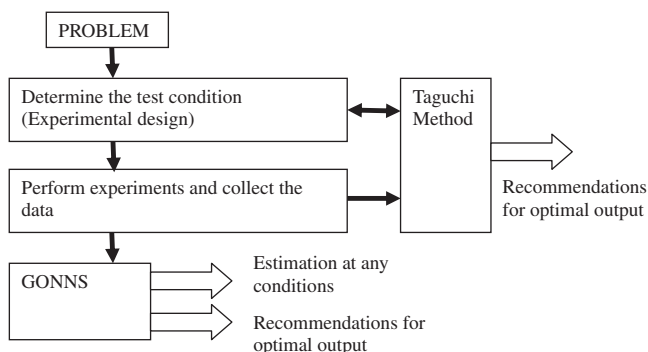 PROBLEM
Determine the test condition
(Experimental design)
Taguchi
Method
Perform experiments and collect the
data
Recommendations
for optimal output
GONNS
Estimation at any
conditions
Recommendations for
optimal output